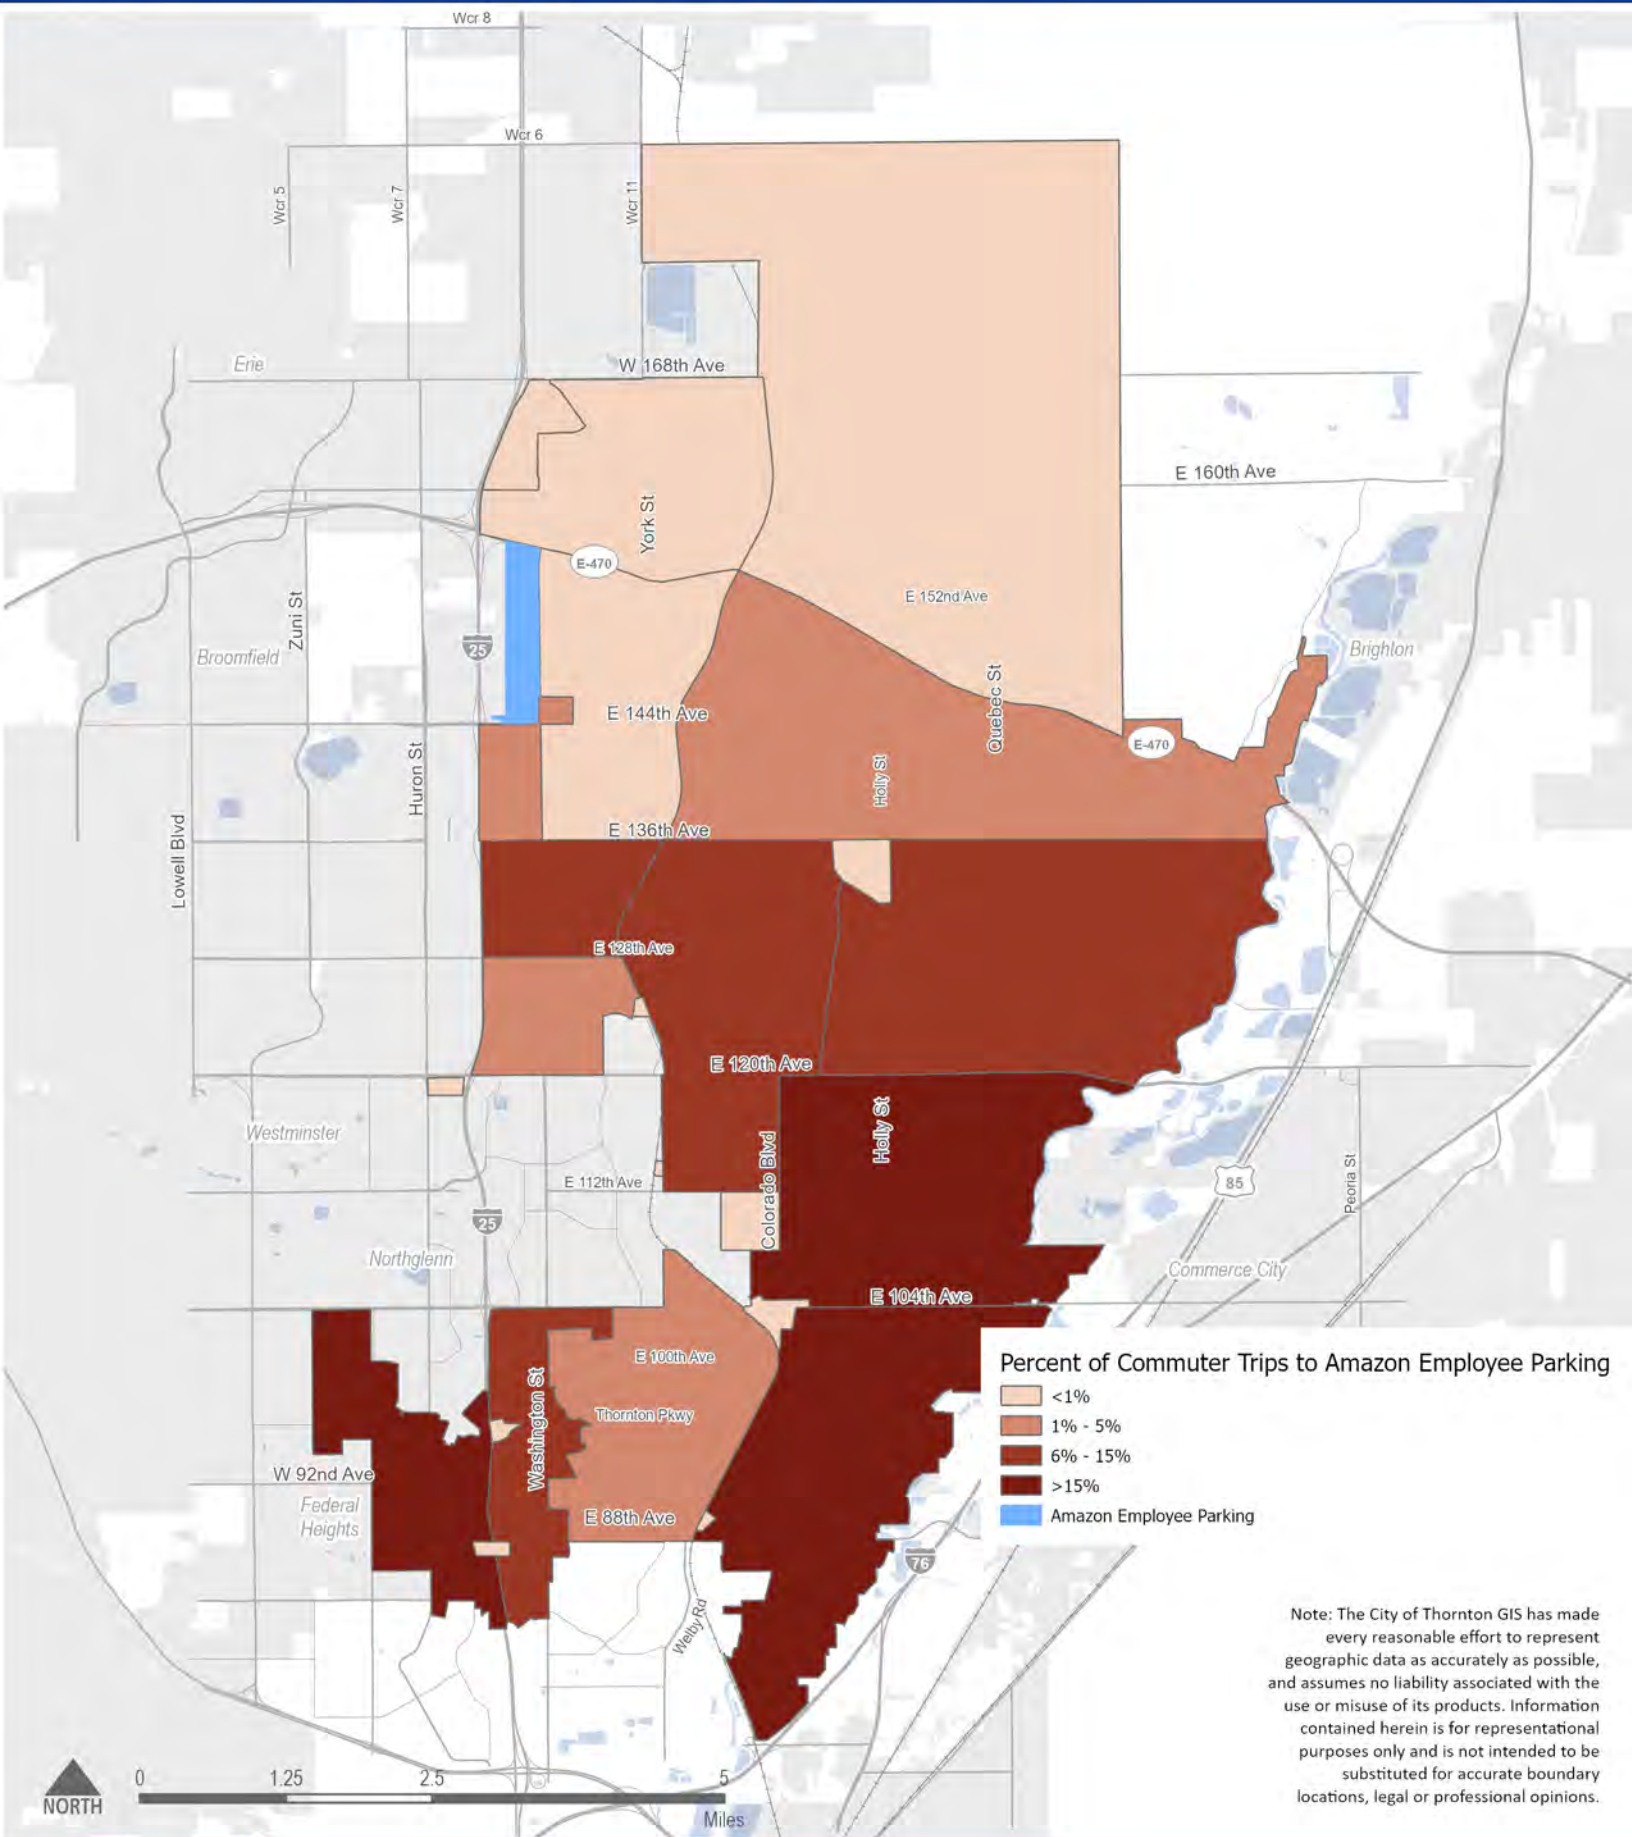 Wcr 8
Wcr 6
Wcr 5
Wcr 7
Wcr 11
Erie
W 168th Ave
E 160th Ave
York St
E-470
E 152nd Ave
Zuni St
Broomfield
25
Brighton
Quebec St
E 144th Ave
E-470
Huron St
Holly St
E 136th Ave
Lowell Blvd
E 128th Ave
E 120th Ave
Westminster
Holly St
Colorado Blvd
E 112th Ave
85
Peoria St
25
Northglenn
Commerce City
E 104th Ave
E 100th Ave
Washington St
Thornton Pkwy
W 92nd Ave
Federal
Heights
E 88th Ave
76
Welby Rd
Percent of Commuter Trips to Amazon Employee Parking
<1%
1% - 5%
6% - 15%
>15%
Amazon Employee Parking
Note: The City of Thornton GIS has made
every reasonable effort to represent
geographic data as accurately as possible,
and assumes no liability associated with the
use or misuse of its products. Information
contained herein is for representational
purposes only and is not intended to be
substituted for accurate boundary
locations, legal or professional opinions.
NORTH
0 1.25 2.5 5
Miles